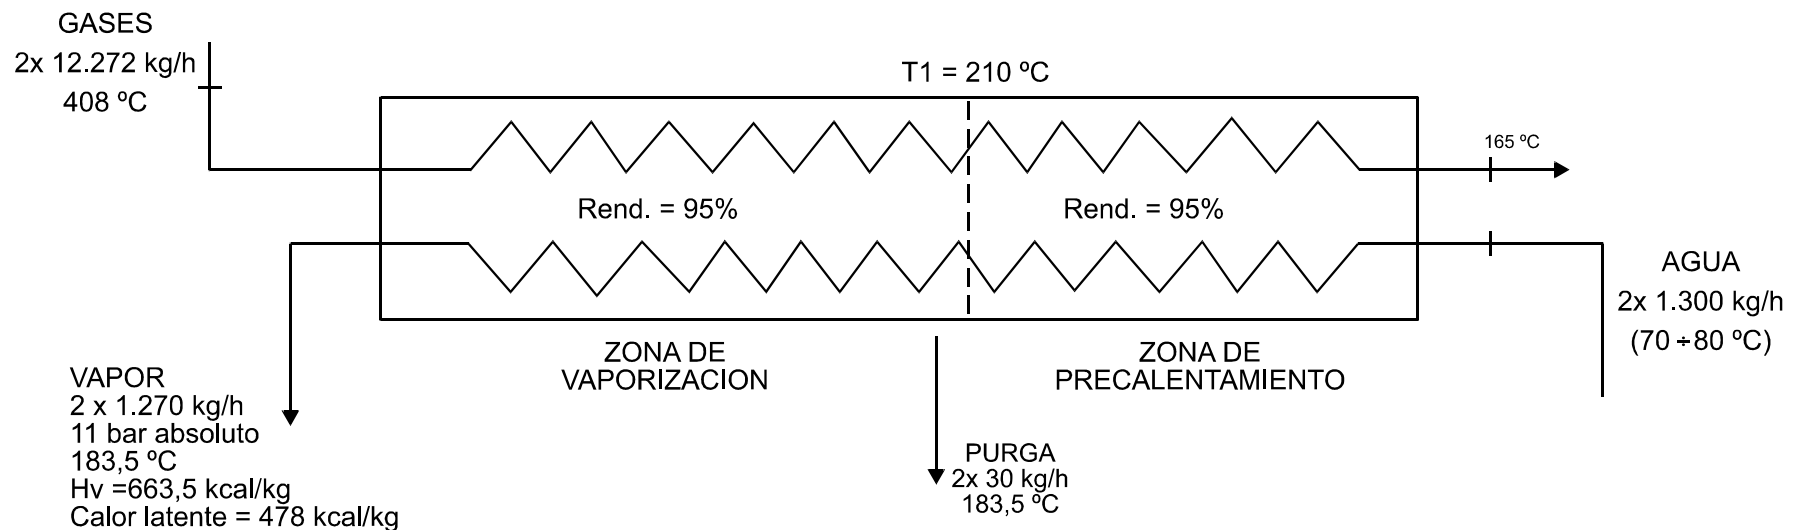 GASES
2x 12.272 kg/h
408 ºC
T1 = 210 ºC
165 ºC
Rend. = 95%
Rend. = 95%
AGUA
2x 1.300 kg/h
(70 ÷ 80 ºC)
ZONA DE
VAPORIZACION
ZONA DE
PRECALENTAMIENTO
VAPOR
2 x 1.270 kg/h
11 bar absoluto
183,5 ºC
Hv =663,5 kcal/kg
Calor latente = 478 kcal/kg
PURGA
2x 30 kg/h
183,5 ºC